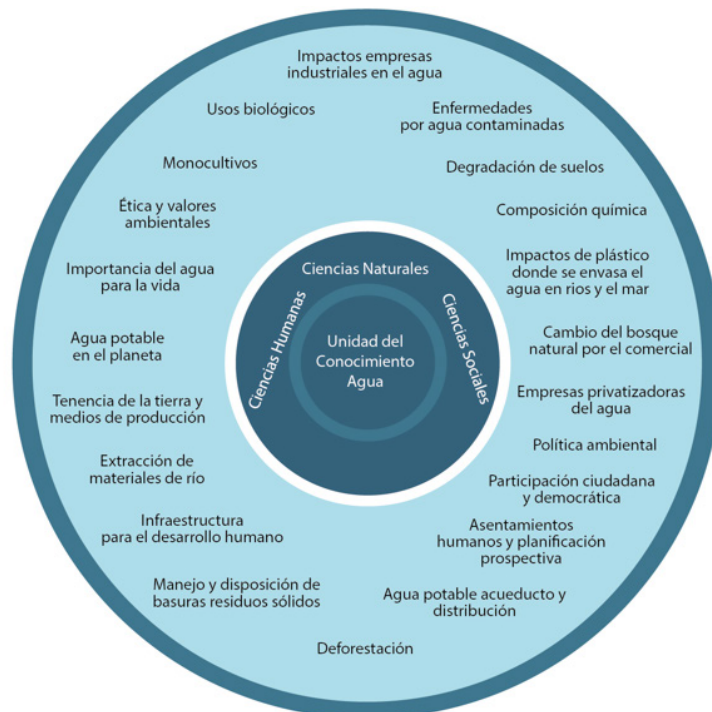 Impactos empresas
industriales en el agua
Usos biológicos
Enfermedades
por agua contaminadas
Monocultivos
Degradación de suelos
Ética y valores
ambientales
Composición química
Importancia del agua
para la vida
Impactos de plástico
donde se envasa el
agua en rios y el mar
Agua potable
en el planeta
Cambio del bosque
natural por el comercial
Tenencia de la tierra y
medios de producción
Empresas privatizadoras
del agua
Extracción de
materiales de río
Política ambiental
Participación ciudadana
y democrática
Infraestructura
para el desarrollo humano
Asentamientos
humanos y planificación
prospectiva
Manejo y disposición de
basuras residuos sólidos
Agua potable acueducto y
distribución
Deforestación
Ciencias Naturales
Ciencias Humanas
Ciencias Sociales
Unidad del
Conocimiento
Agua